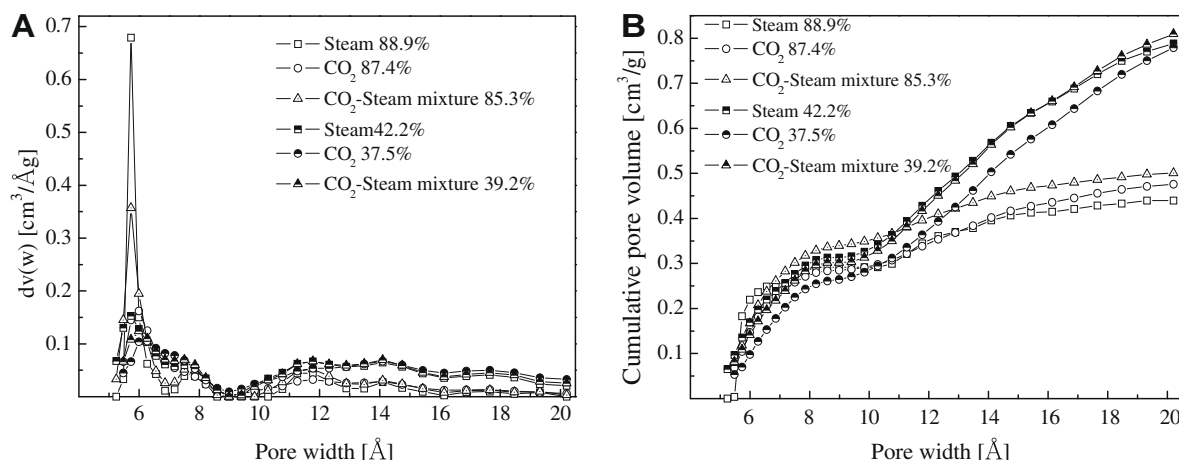 A
0.7
0.6
0.5
0.4
0.3
0.2
0.1
dv(w) [cm³/Åg]
Steam 88.9%
CO₂ 87.4%
CO₂-Steam mixture 85.3%
Steam42.2%
CO₂ 37.5%
CO₂-Steam mixture 39.2%
6 8 10 12 14 16 18 20
Pore width [Å]
B
0.8
0.7
0.6
0.5
0.4
0.3
0.2
0.1
Cumulative pore volume [cm³/g]
Steam 88.9%
CO₂ 87.4%
CO₂-Steam mixture 85.3%
Steam 42.2%
CO₂ 37.5%
CO₂-Steam mixture 39.2%
6 8 10 12 14 16 18 20
Pore width [Å]